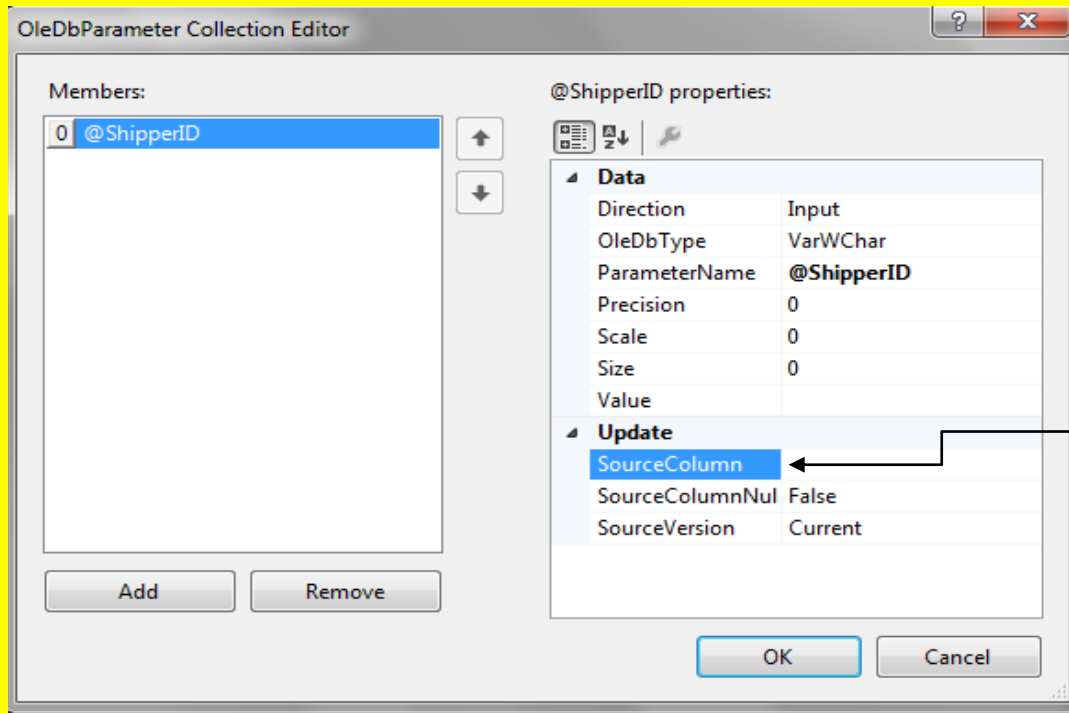 OleDbParameter Collection Editor
?
Members:
0 @ShipperID
Add
Remove
@ShipperID properties:
A
Z
Data
Direction Input
OleDbType VarWChar
ParameterName @ShipperID
Precision 0
Scale 0
Size 0
Value
Update
SourceColumn
SourceColumnNul False
SourceVersion Current
OK
Cancel